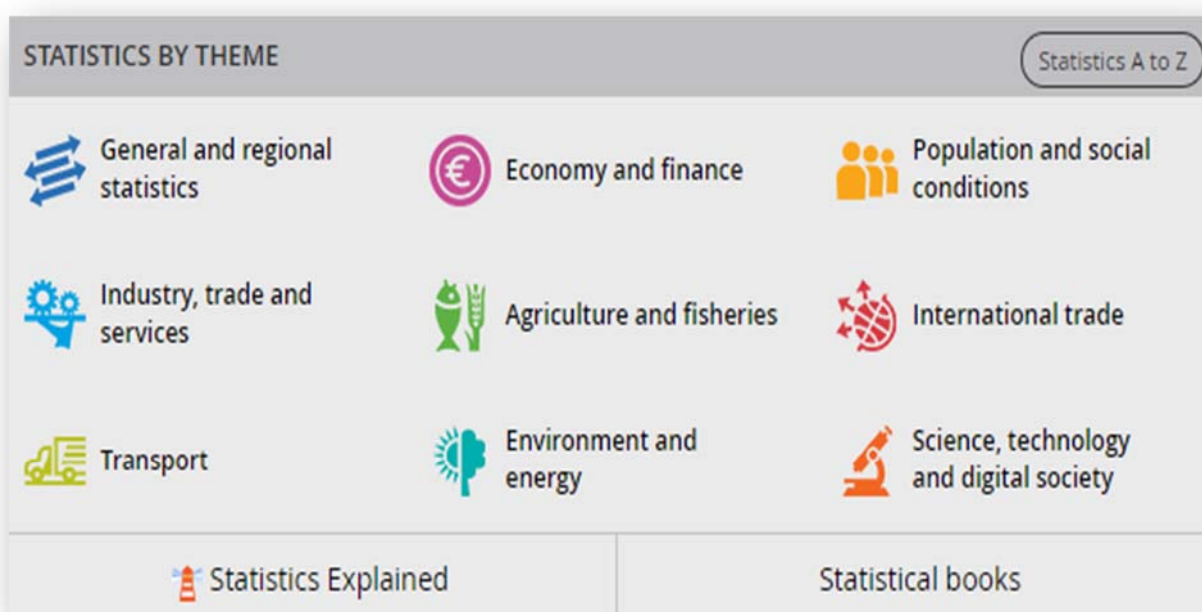 STATISTICS BY THEME
Statistics A to Z
General and regional
statistics
Economy and finance
Population and social
conditions
Industry, trade and
services
Agriculture and fisheries
International trade
Transport
Environment and
energy
Science, technology
and digital society
Statistics Explained
Statistical books